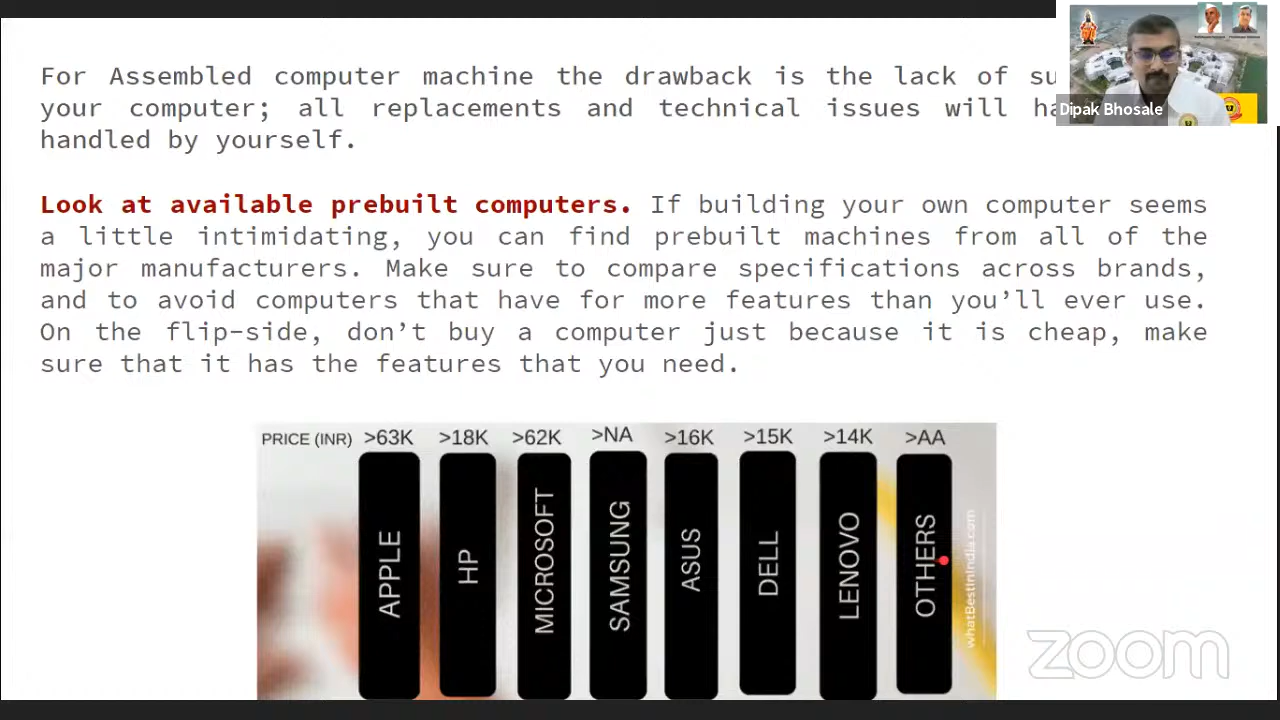 For Assembled computer machine the drawback is the lack of
your computer; all replacements and technical issues will
handled by yourself.
Look at available prebuilt computers. If building your own computer seems
a little intimidating, you can find prebuilt machines from all of the
major manufacturers. Make sure to compare specifications across brands,
and to avoid computers that have for more features than you'll ever use.
On the flip-side, don't buy a computer just because it is cheap, make
sure that it has the features that you need.
Dipak Bhosale
PRICE (INR) >63K >18K >62K >NA >16K >15K >14K >AA
APPLE
HP
MICROSOFT
SAMSUNG
ASUS
DELL
LENOVO
OTHERS
whatBestinIndia.com
zoom